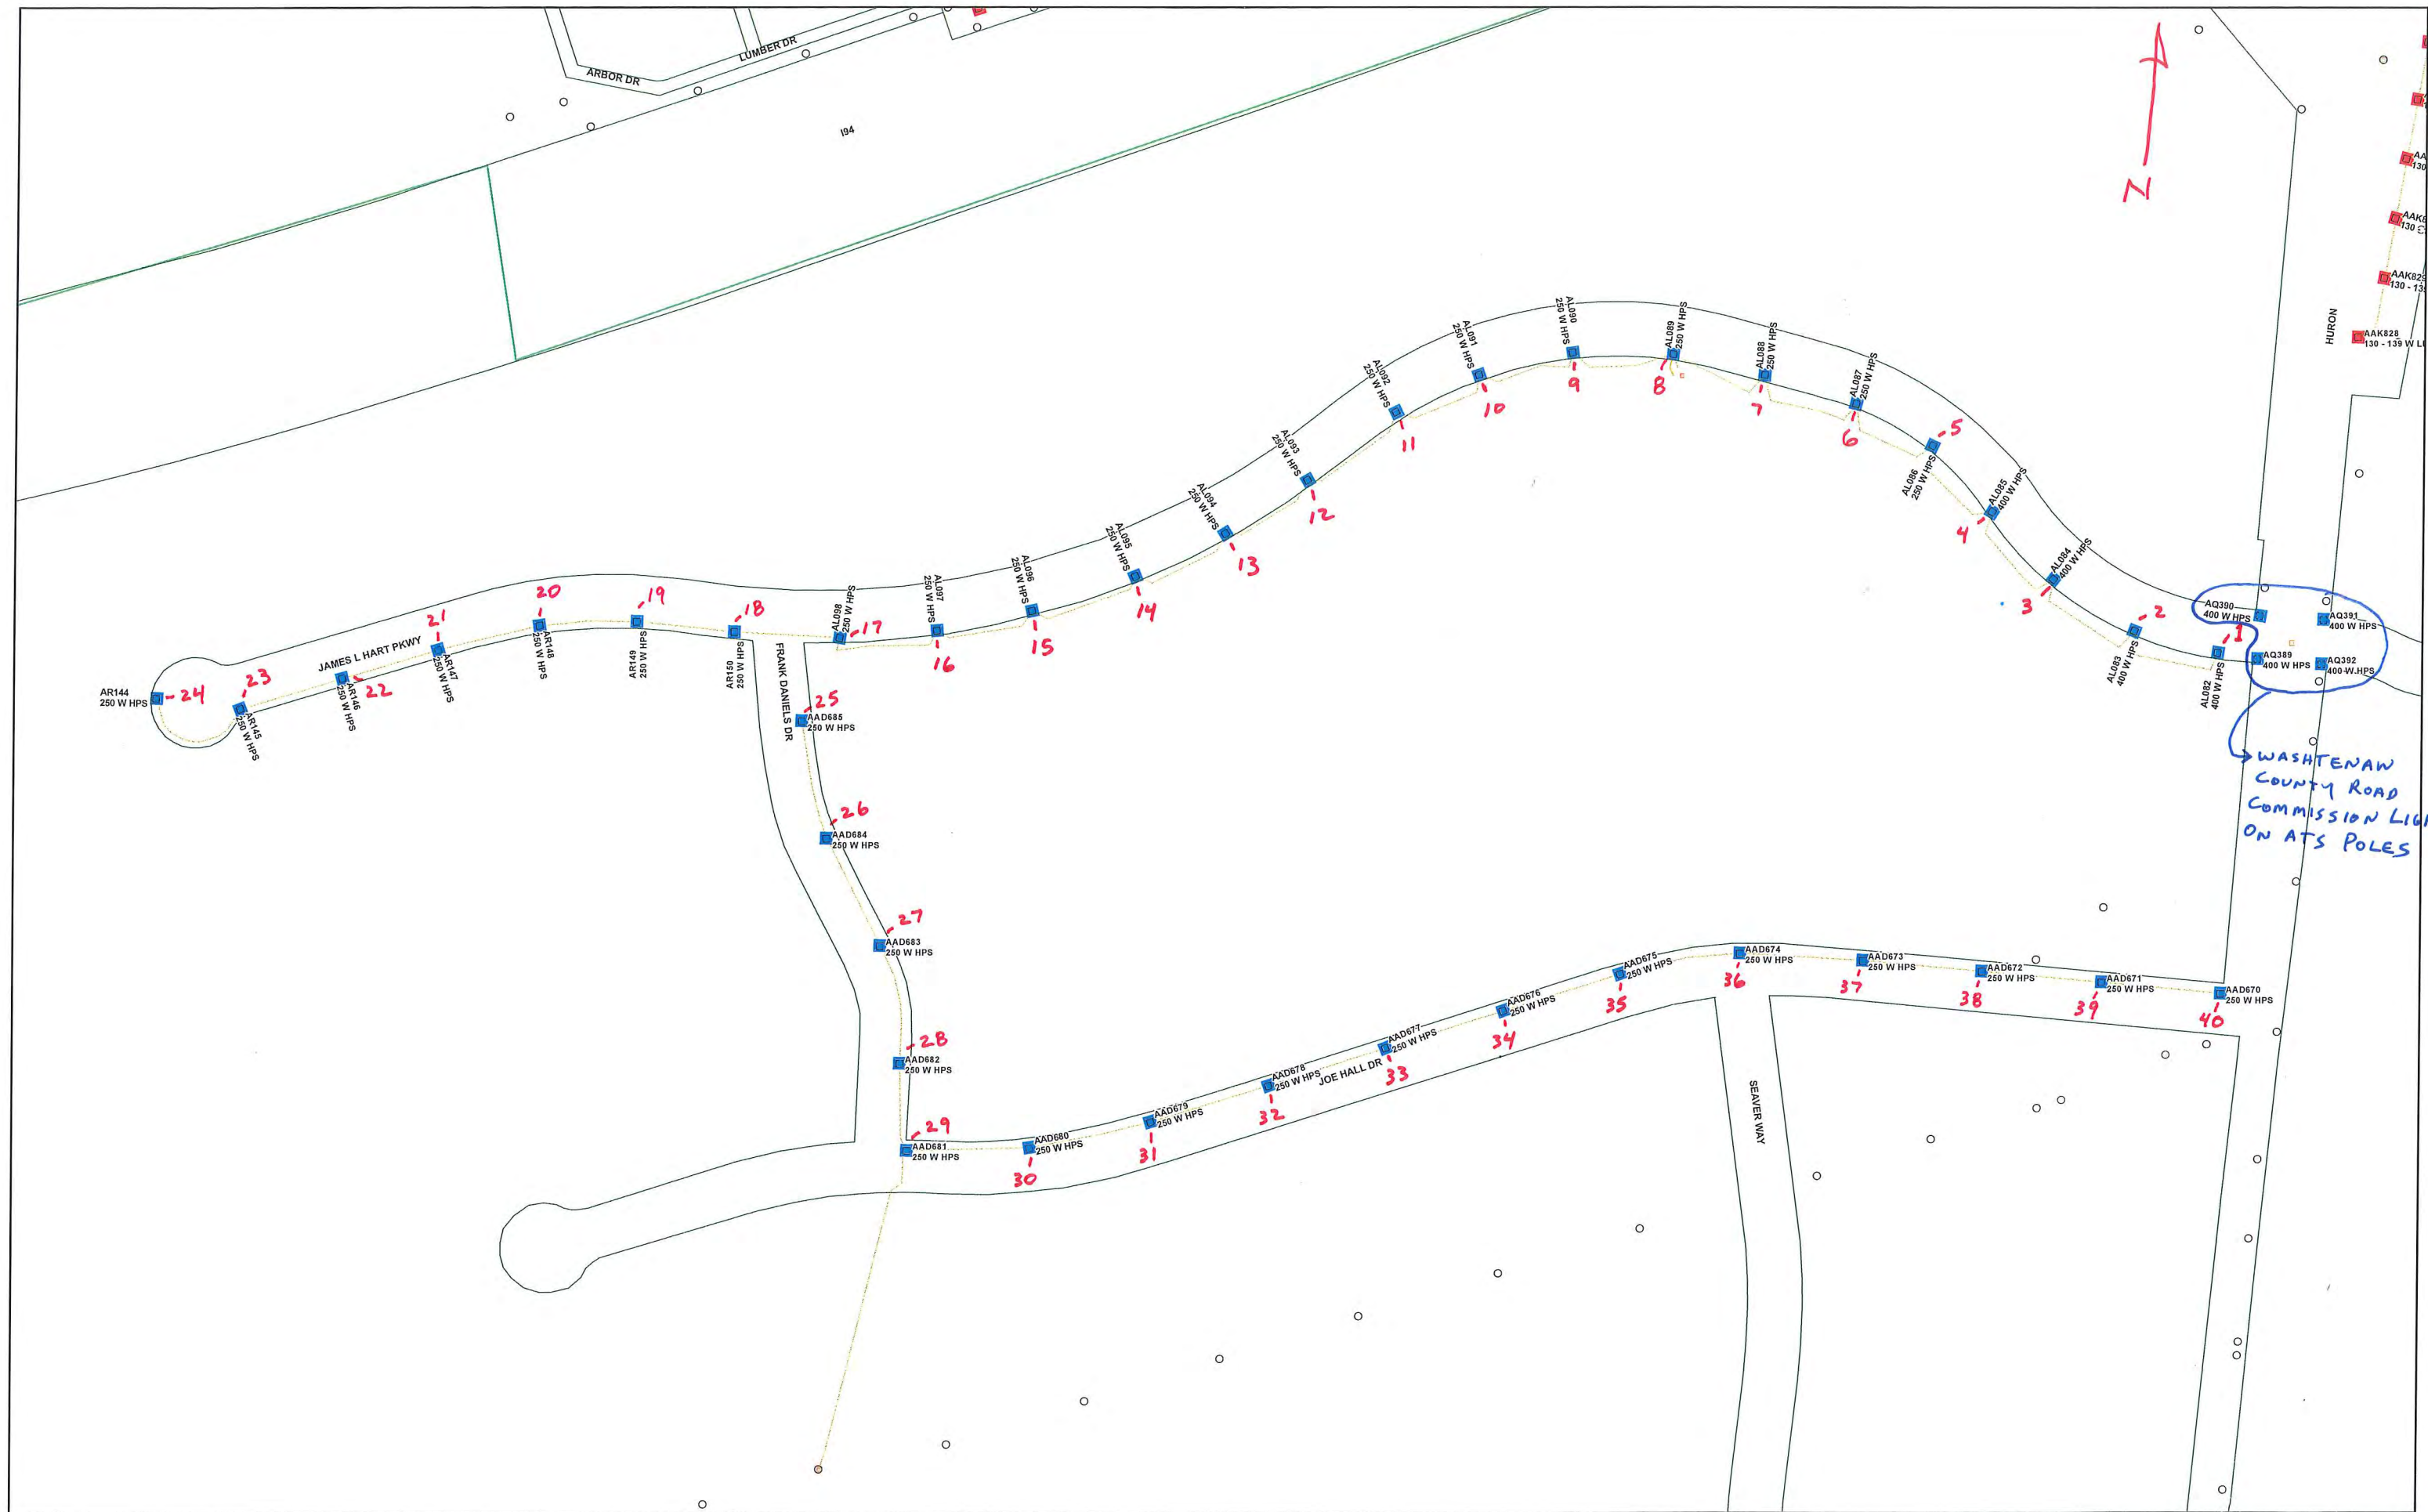 LUMBER DR
ARBOR DR
I94
N
HURON
AAK829
AAK828
AL090
250 W HPS
9
AL089
250 W HPS
8
AL088
250 W HPS
7
AL087
250 W HPS
6
AL091
250 W HPS
10
AL092
250 W HPS
11
AL086
250 W HPS
5
AL093
250 W HPS
12
AL085
400 W HPS
4
AL094
250 W HPS
13
AL084
400 W HPS
3
AL095
250 W HPS
14
AL096
250 W HPS
15
AL097
250 W HPS
16
AL098
250 W HPS
17
AL083
400 W HPS
2
AL082
400 W HPS
1
AQ390
400 W HPS
AQ391
400 W HPS
AQ389
400 W HPS
AQ392
400 W HPS
AR150
250 W HPS
18
AR149
250 W HPS
19
AR148
250 W HPS
20
AR147
250 W HPS
21
JAMES L HART PKWY
AR146
250 W HPS
22
AR145
250 W HPS
23
AR144
250 W HPS
24
FRANK DANIELS DR
25
AAD685
250 W HPS
26
AAD684
250 W HPS
27
AAD683
250 W HPS
28
AAD682
250 W HPS
29
AAD681
250 W HPS
WASHTENAW
COUNTY ROAD
COMMISSION
ON ATS POLES
AAD680
250 W HPS
30
AAD679
250 W HPS
31
AAD678
250 W HPS
32
JOE HALL DR
AAD677
250 W HPS
33
AAD676
250 W HPS
34
AAD675
250 W HPS
35
AAD674
250 W HPS
36
AAD673
250 W HPS
37
AAD672
250 W HPS
38
AAD671
250 W HPS
39
AAD670
250 W HPS
40
SEAVER WAY